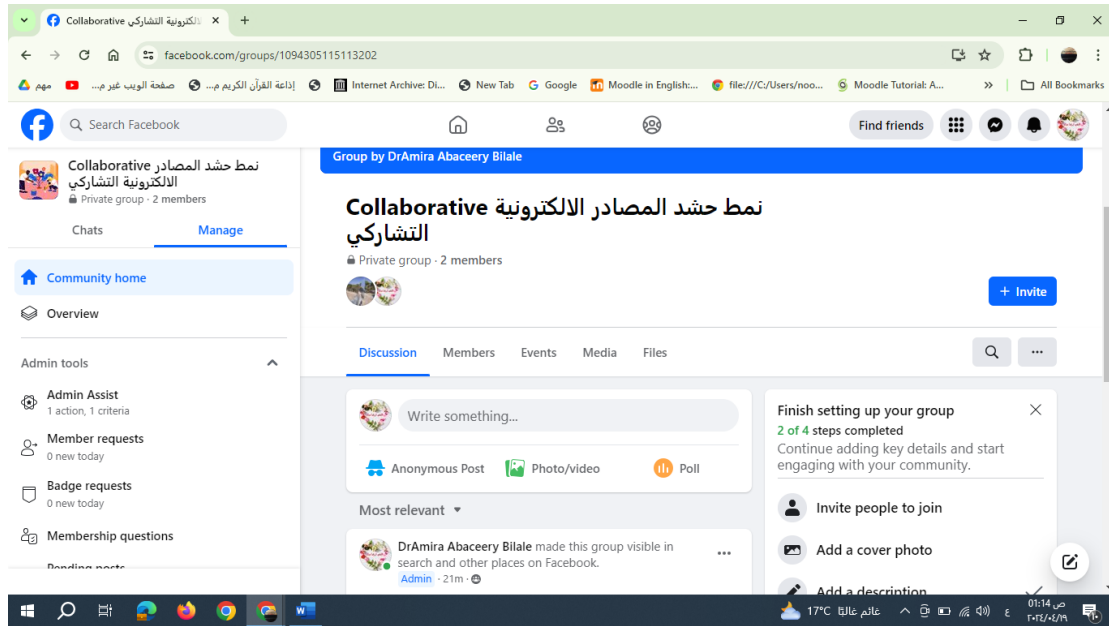 Collaborative الالكترونية التشاركي
facebook.com/groups/1094305115113202
مهم
صفحة الويب غير م...
إذاعة القرآن الكريم م...
Internet Archive: Di...
New Tab
Google
Moodle in English:...
file:///C:/Users/noo...
Moodle Tutorial: A...
»
All Bookmarks
Search Facebook
Find friends
نمط حشد المصادر Collaborative
الالكترونية التشاركي
Private group · 2 members
Chats
Manage
Community home
Overview
Admin tools
Admin Assist
1 action, 1 criteria
Member requests
0 new today
Badge requests
0 new today
Membership questions
Pending posts
Group by DrAmira Abaceery Bilale
نمط حشد المصادر الالكترونية Collaborative
التشاركي
Private group · 2 members
+ Invite
Discussion
Members
Events
Media
Files
Write something...
Anonymous Post
Photo/video
Poll
Most relevant
DrAmira Abaceery Bilale made this group visible in
search and other places on Facebook.
Admin · 21m
Finish setting up your group
2 of 4 steps completed
Continue adding key details and start
engaging with your community.
Invite people to join
Add a cover photo
Add a description
17°C غائم غالبًا
ع
01:14 ص
٢٠٢٤/٠٤/١٩